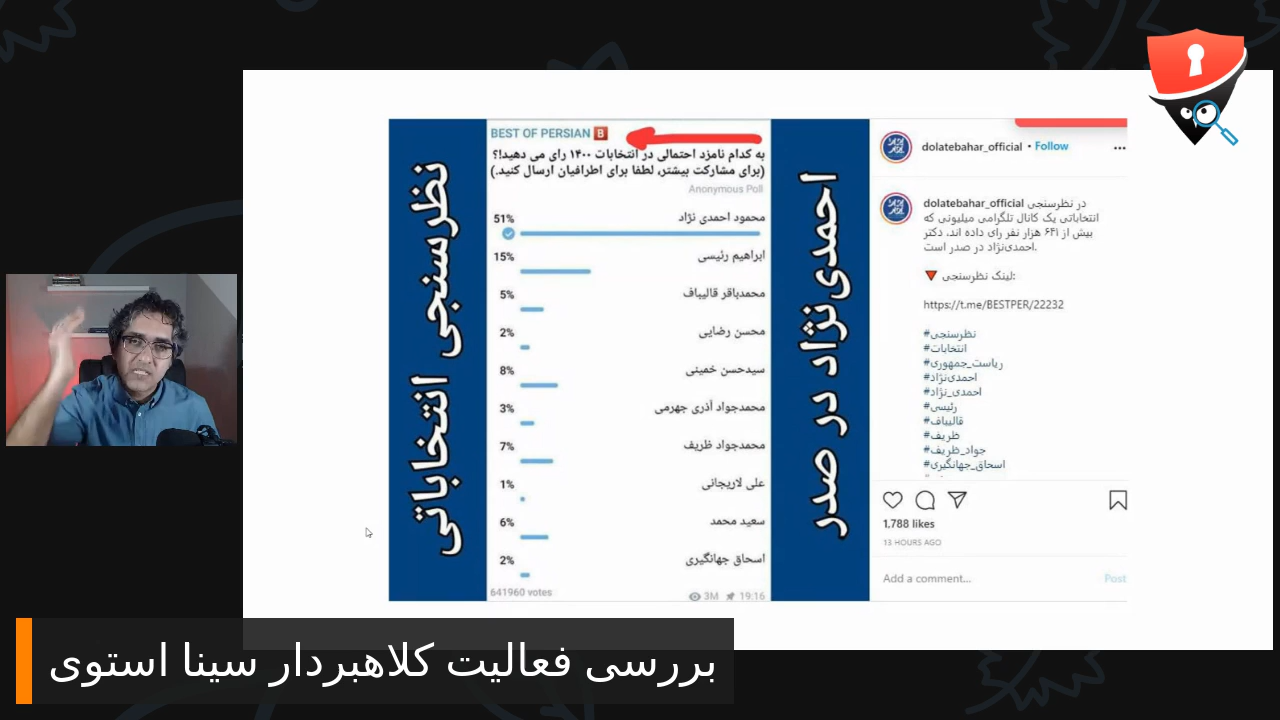 نظرسنجی انتخاباتی
BEST OF PERSIAN B
به کدام نامزد احتمالی در انتخابات ۱۴۰۰ رای می دهید!؟
(برای مشارکت بیشتر، لطفا برای اطرافیان ارسال کنید.)
Anonymous Poll
51% محمود احمدی نژاد
15% ابراهیم رئیسی
5% محمدباقر قالیباف
2% محسن رضایی
8% سیدحسن خمینی
3% محمدجواد آذری جهرمی
7% محمدجواد ظریف
1% علی لاریجانی
6% سعید محمد
2% اسحاق جهانگیری
641960 votes 3M 19:16
احمدی‌نژاد در صدر
dolatebahar_official • Follow ...
dolatebahar_official در نظرسنجی
انتخاباتی یک کانال تلگرامی میلیونی که
بیش از ۶۴۱ هزار نفر رای داده اند، دکتر
احمدی‌نژاد در صدر است.
لینک نظرسنجی:
https://t.me/BESTPER/22232
#نظرسنجی
#انتخابات
#ریاست_جمهوری
#احمدی‌نژاد
#احمدی_نژاد
#رئیسی
#قالیباف
#ظریف
#جواد_ظریف
#اسحاق_جهانگیری
1,788 likes
13 HOURS AGO
Add a comment... Post
بررسی فعالیت کلاهبردار سینا استوی